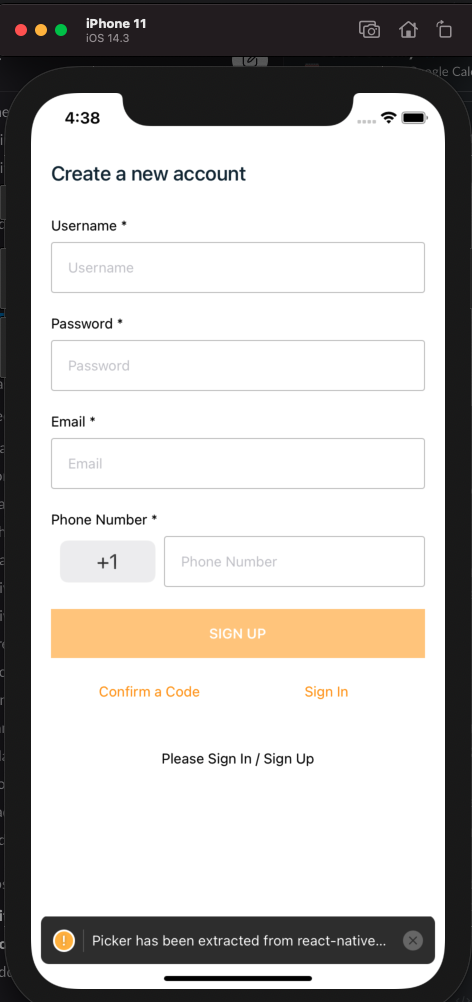 iPhone 11
iOS 14.3
4:38
Create a new account
Username *
Username
Password *
Password
Email *
Email
Phone Number *
+1
Phone Number
SIGN UP
Confirm a Code
Sign In
Please Sign In / Sign Up
Picker has been extracted from react-native...